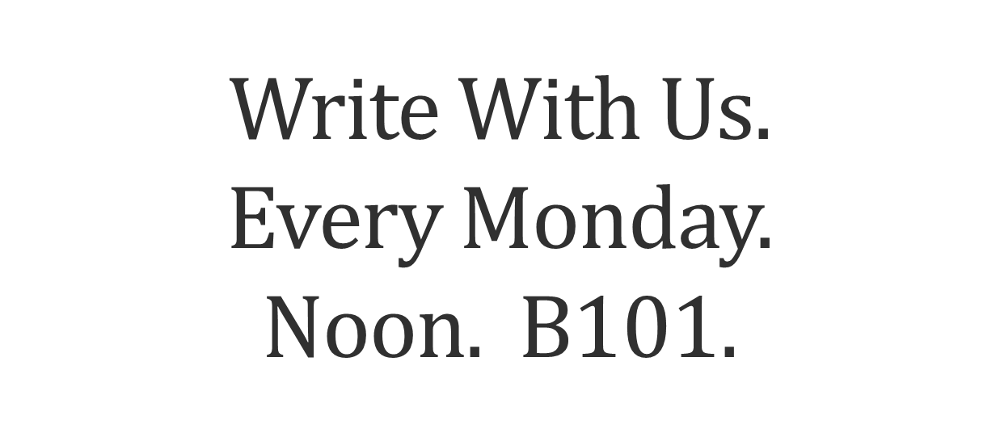 Write With Us.
Every Monday.
Noon.  B101.